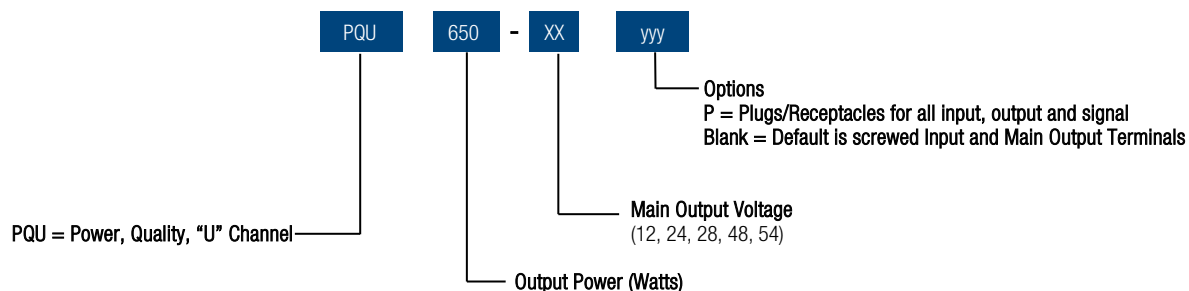 PQU 650 - XX yyy
Options
P = Plugs/Receptacles for all input, output and signal
Blank = Default is screwed Input and Main Output Terminals
Main Output Voltage
(12, 24, 28, 48, 54)
PQU = Power, Quality, “U” Channel
Output Power (Watts)